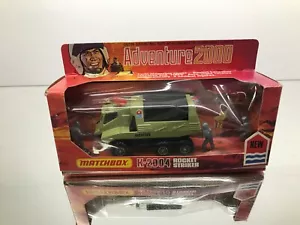 Adventure 2000
NEW
MATCHBOX K-2004 ROCKET STRIKER